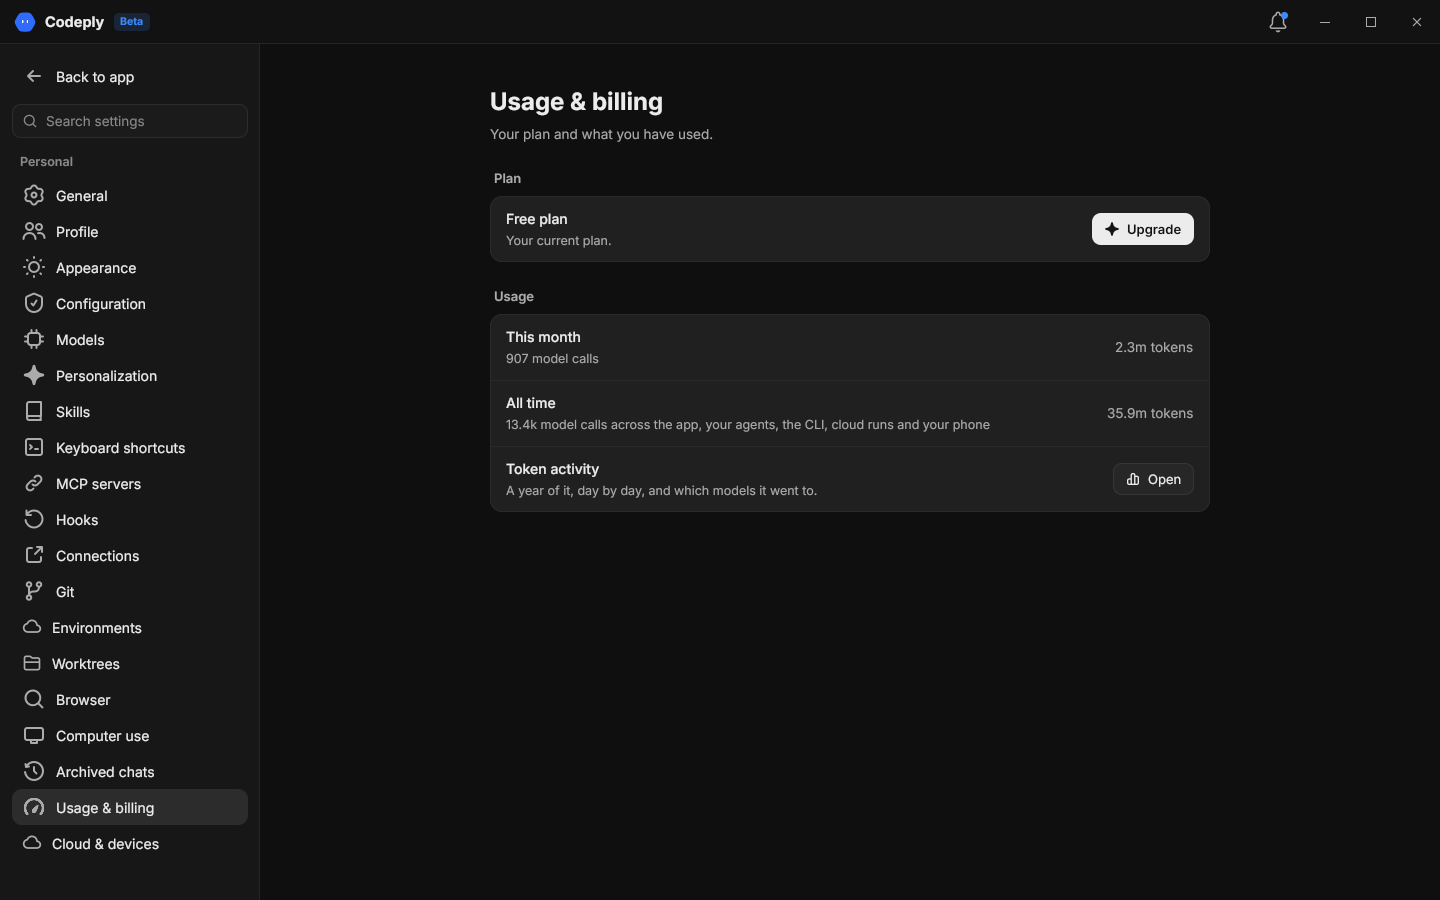 Codeply Beta
Back to app
Search settings
Personal
General
Profile
Appearance
Configuration
Models
Personalization
Skills
Keyboard shortcuts
MCP servers
Hooks
Connections
Git
Environments
Worktrees
Browser
Computer use
Archived chats
Usage & billing
Cloud & devices
Usage & billing
Your plan and what you have used.
Plan
Free plan
Your current plan.
Upgrade
Usage
This month
907 model calls
2.3m tokens
All time
13.4k model calls across the app, your agents, the CLI, cloud runs and your phone
35.9m tokens
Token activity
A year of it, day by day, and which models it went to.
Open